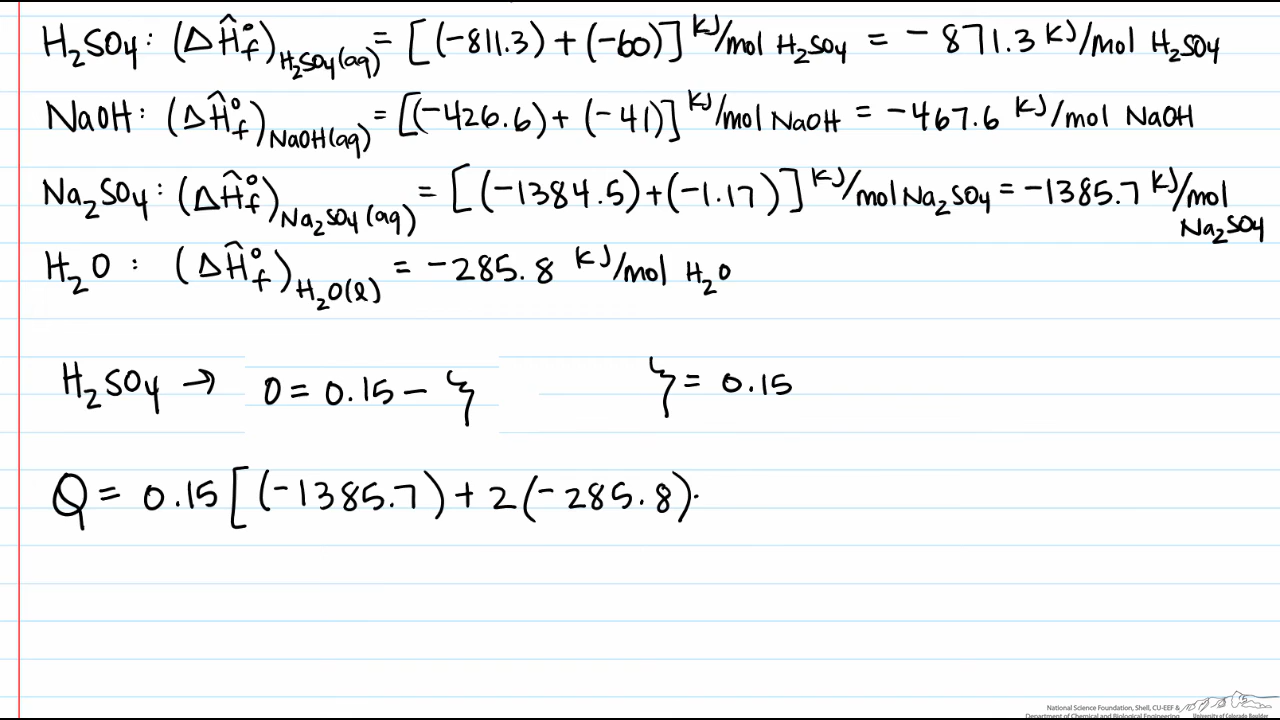 H₂SO₄: (ΔĤ°f)H₂SO₄(aq) = [(-811.3) + (-60)] kJ/mol H₂SO₄ = -871.3 kJ/mol H₂SO₄
NaOH: (ΔĤ°f)NaOH(aq) = [(-426.6) + (-41)] kJ/mol NaOH = -467.6 kJ/mol NaOH
Na₂SO₄: (ΔĤ°f)Na₂SO₄(aq) = [(-1384.5) + (-1.17)] kJ/mol Na₂SO₄ = -1385.7 kJ/mol Na₂SO₄
H₂O: (ΔĤ°f)H₂O(l) = -285.8 kJ/mol H₂O
H₂SO₄ → 0 = 0.15 - ξ ξ = 0.15
Q = 0.15[(-1385.7) + 2(-285.8)
National Science Foundation, Shell, CU-EEF &
Department of Chemical and Biological Engineering University of Colorado Boulder